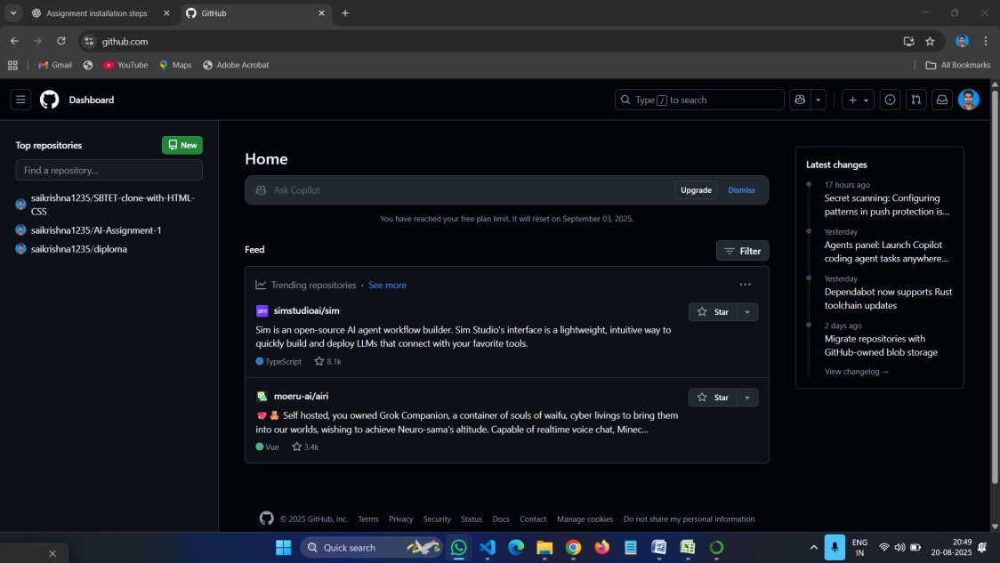 Assignment installation steps
GitHub
github.com
Gmail
YouTube
Maps
Adobe Acrobat
All Bookmarks
Dashboard
Type / to search
Top repositories
New
Find a repository...
saikrishna1235/SBTET-clone-with-HTML-
CSS
saikrishna1235/AI-Assignment-1
saikrishna1235/diploma
Home
Ask Copilot
Upgrade
Dismiss
You have reached your free plan limit. It will reset on September 03, 2025.
Feed
Filter
Trending repositories · See more
sim
simstudioai/sim
Star
Sim is an open-source AI agent workflow builder. Sim Studio's interface is a lightweight, intuitive way to
quickly build and deploy LLMs that connect with your favorite tools.
TypeScript
8.1k
moeru-ai/airi
Star
💖🧸 Self hosted, you owned Grok Companion, a container of souls of waifu, cyber livings to bring them
into our worlds, wishing to achieve Neuro-sama's altitude. Capable of realtime voice chat, Minec...
Vue
3.4k
Latest changes
17 hours ago
Secret scanning: Configuring
patterns in push protection is...
Yesterday
Agents panel: Launch Copilot
coding agent tasks anywhere...
Yesterday
Dependabot now supports Rust
toolchain updates
2 days ago
Migrate repositories with
GitHub-owned blob storage
View changelog →
© 2025 GitHub, Inc.
Terms
Privacy
Security
Status
Docs
Contact
Manage cookies
Do not share my personal information
Quick search
ENG
IN
20:49
20-08-2025